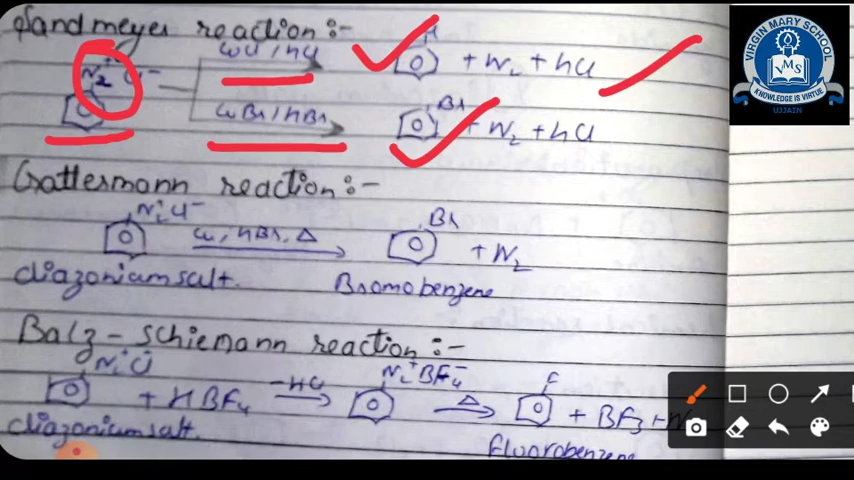 Sandmeyer reaction :-
VIRGIN MARY SCHOOL
VMS
KNOWLEDGE IS VIRTUE
UJJAIN
N₂⁺Cl⁻
CuCl/HCl
+ N₂ + HCl
CuBr/HBr
Br
+ N₂ + HCl
Gattermann reaction :-
N₂⁺Cl⁻
Cu, HBr, Δ
Br
+ N₂
diazonium salt.
Bromobenzene
Balz-schiemann reaction :-
N₂⁺Cl⁻
+ HBF₄
-HCl
N₂⁺BF₄⁻
Δ
F
+ BF₃ + N₂
diazonium salt.
fluorobenzene